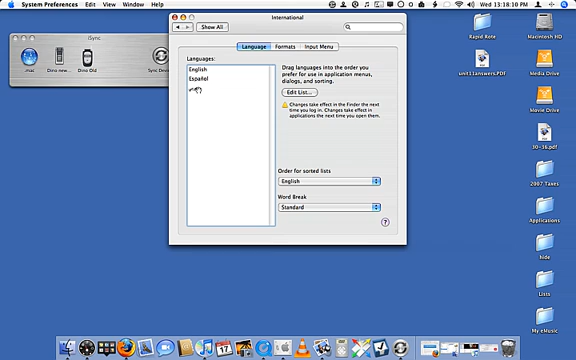 System Preferences Edit View Window Help
Wed 13:18:10
iSync
.mac
Dino new...
Dino Old
Sync Dev
International
Show All
Language Formats Input Menu
Languages:
English
Español
Drag languages into the order you
prefer for use in application menus,
dialogs, and sorting.
Edit List...
Changes take effect in the Finder the next
time you log in. Changes take effect in
applications the next time you open them.
Order for sorted lists
English
Word Break
Standard
?
Rapid Rote
Macintosh HD
unit11answers.PDF
Media Drive
Movie Drive
30-36.pdf
2007 Taxes
Applications
hide
Lists
My eMusic
17